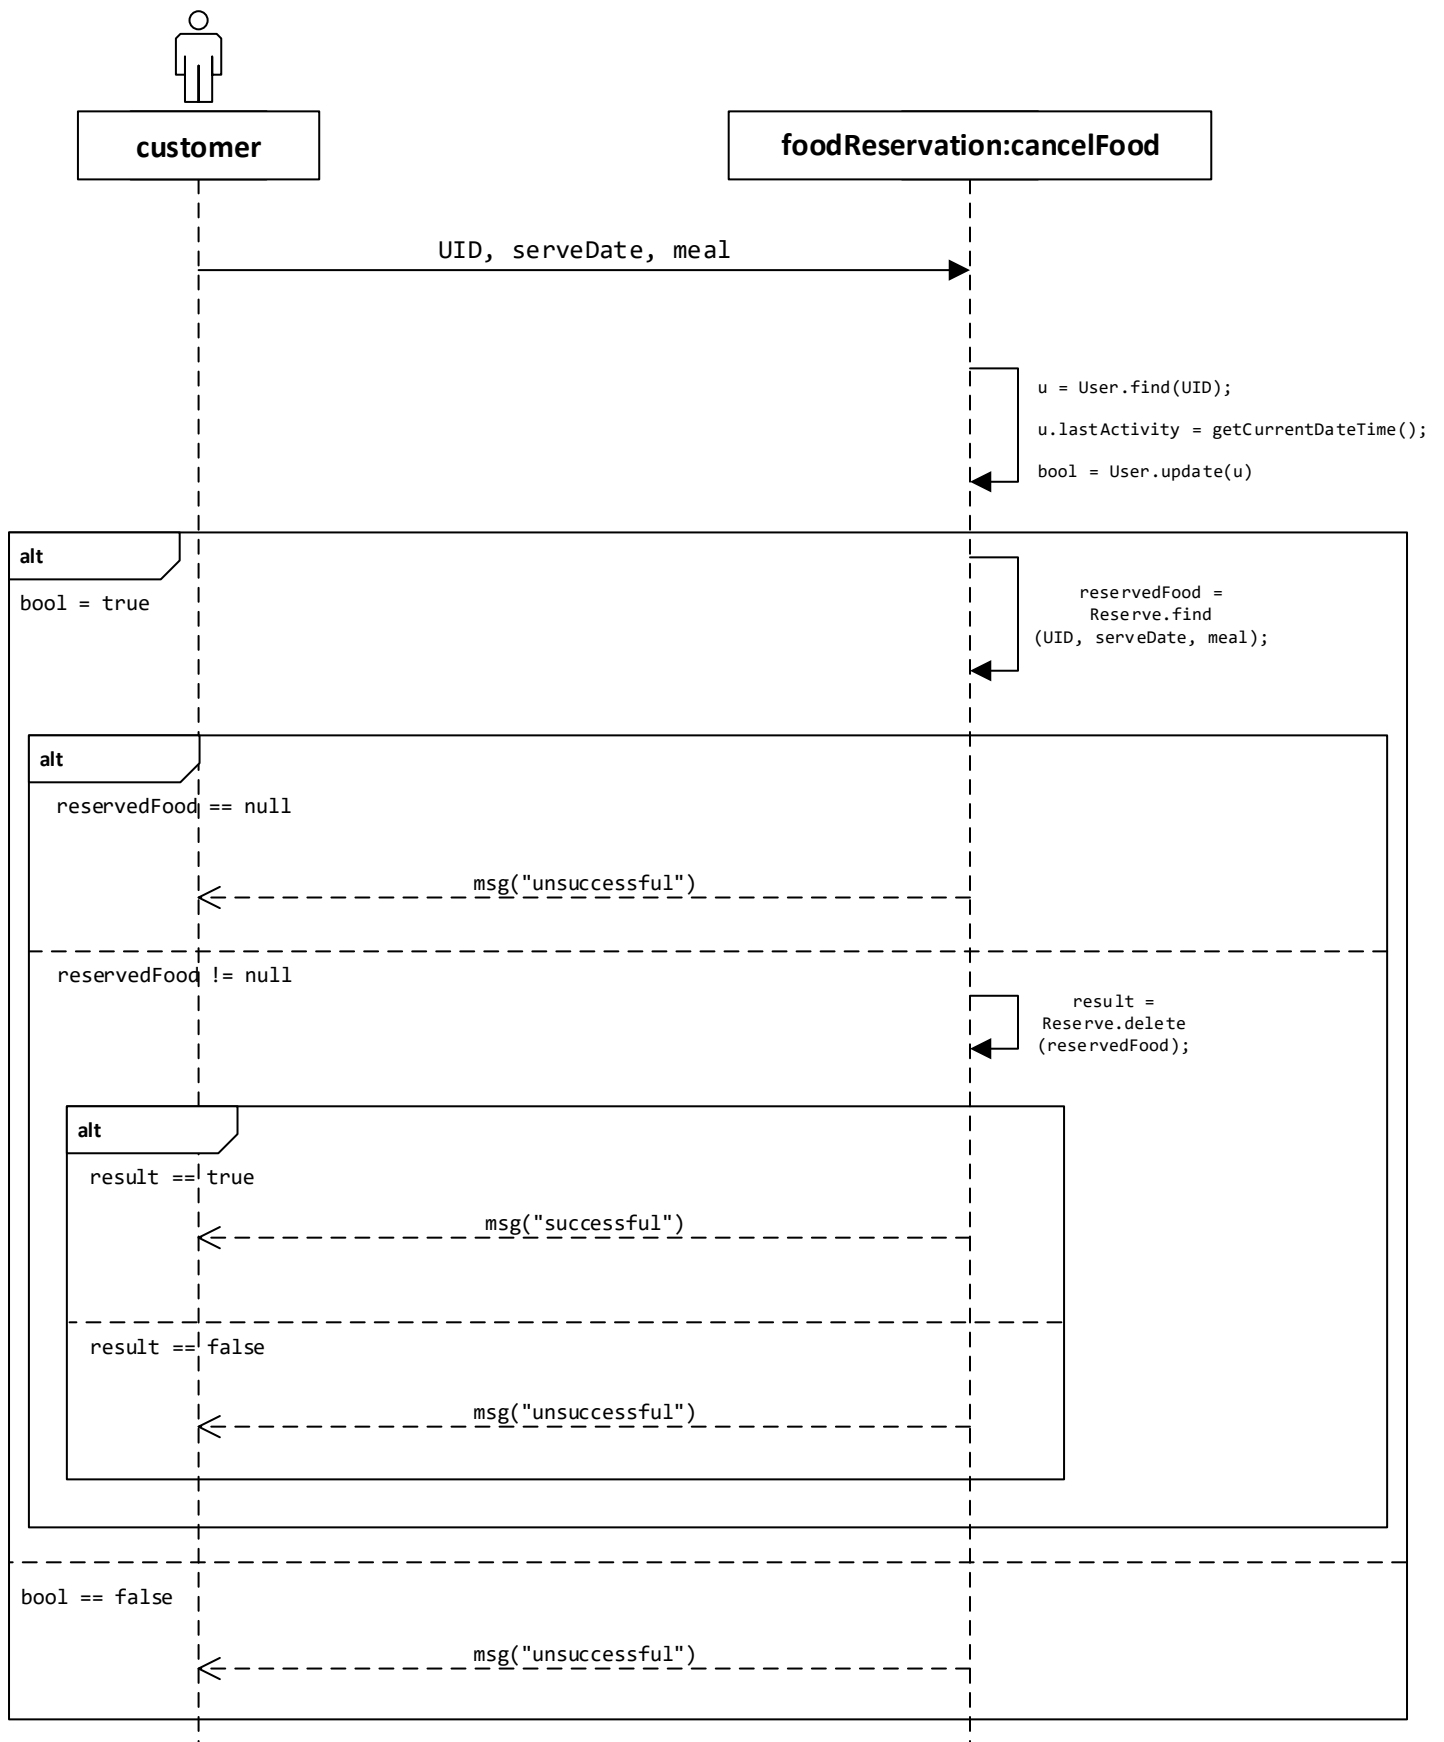 customer
foodReservation:cancelFood
UID, serveDate, meal
u = User.find(UID);
u.lastActivity = getCurrentDateTime();
bool = User.update(u)
alt
bool = true
reservedFood =
Reserve.find
(UID, serveDate, meal);
alt
reservedFood == null
msg("unsuccessful")
reservedFood != null
result =
Reserve.delete
(reservedFood);
alt
result == true
msg("successful")
result == false
msg("unsuccessful")
bool == false
msg("unsuccessful")